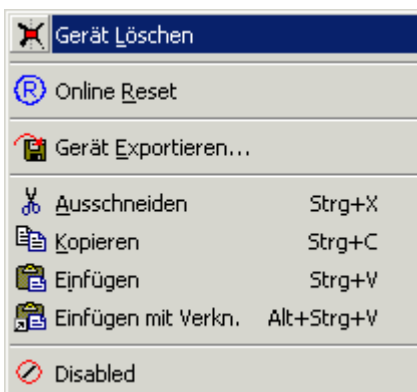 Gerät Löschen
® Online Reset
Gerät Exportieren...
Ausschneiden Strg+X
Kopieren Strg+C
Einfügen Strg+V
Einfügen mit Verkn. Alt+Strg+V
Disabled